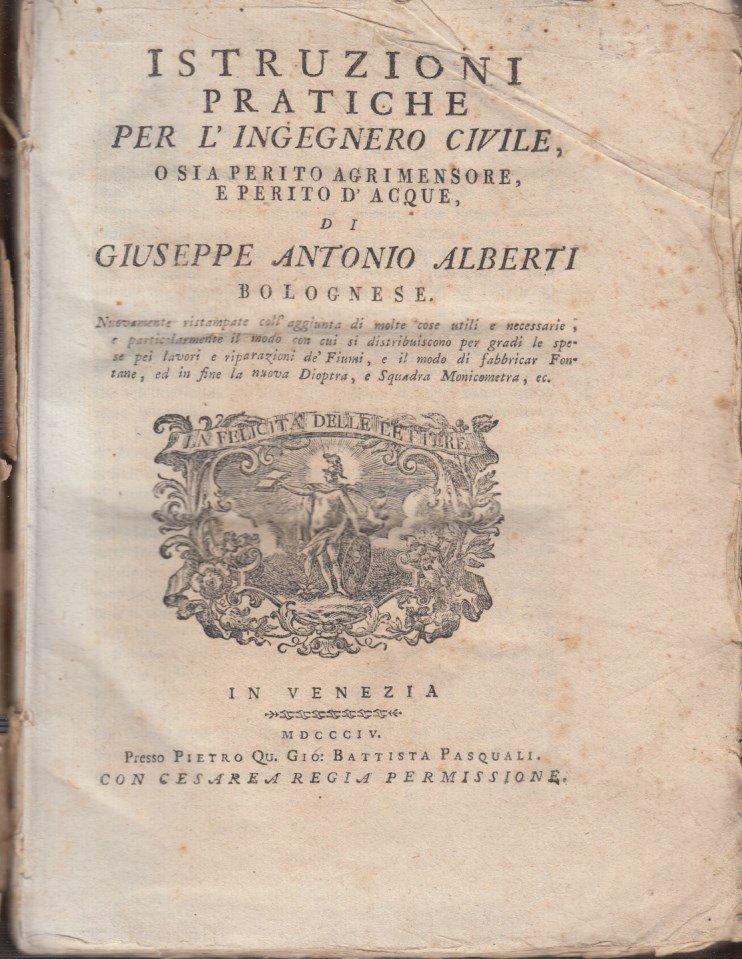 ISTRUZIONI
PRATICHE
PER L' INGEGNERO CIVILE,
O SIA PERITO AGRIMENSORE,
E PERITO D' ACQUE,
DI
GIUSEPPE ANTONIO ALBERTI
BOLOGNESE.
Nuovamente ristampate coll' aggiunta di molte cose utili e necessarie;
e particolarmente il modo con cui si distribuiscono per gradi le spe-
se pei lavori e riparazioni de' Fiumi, e il modo di fabbricar Fon-
tane, ed in fine la nuova Dioptra, e Squadra Monicometra, ec.
LA FELICITÀ DELLE LETTERE
IN VENEZIA
MDCCCIV.
Presso PIETRO QU. GIO: BATTISTA PASQUALI.
CON CESAREA REGIA PERMISSIONE.